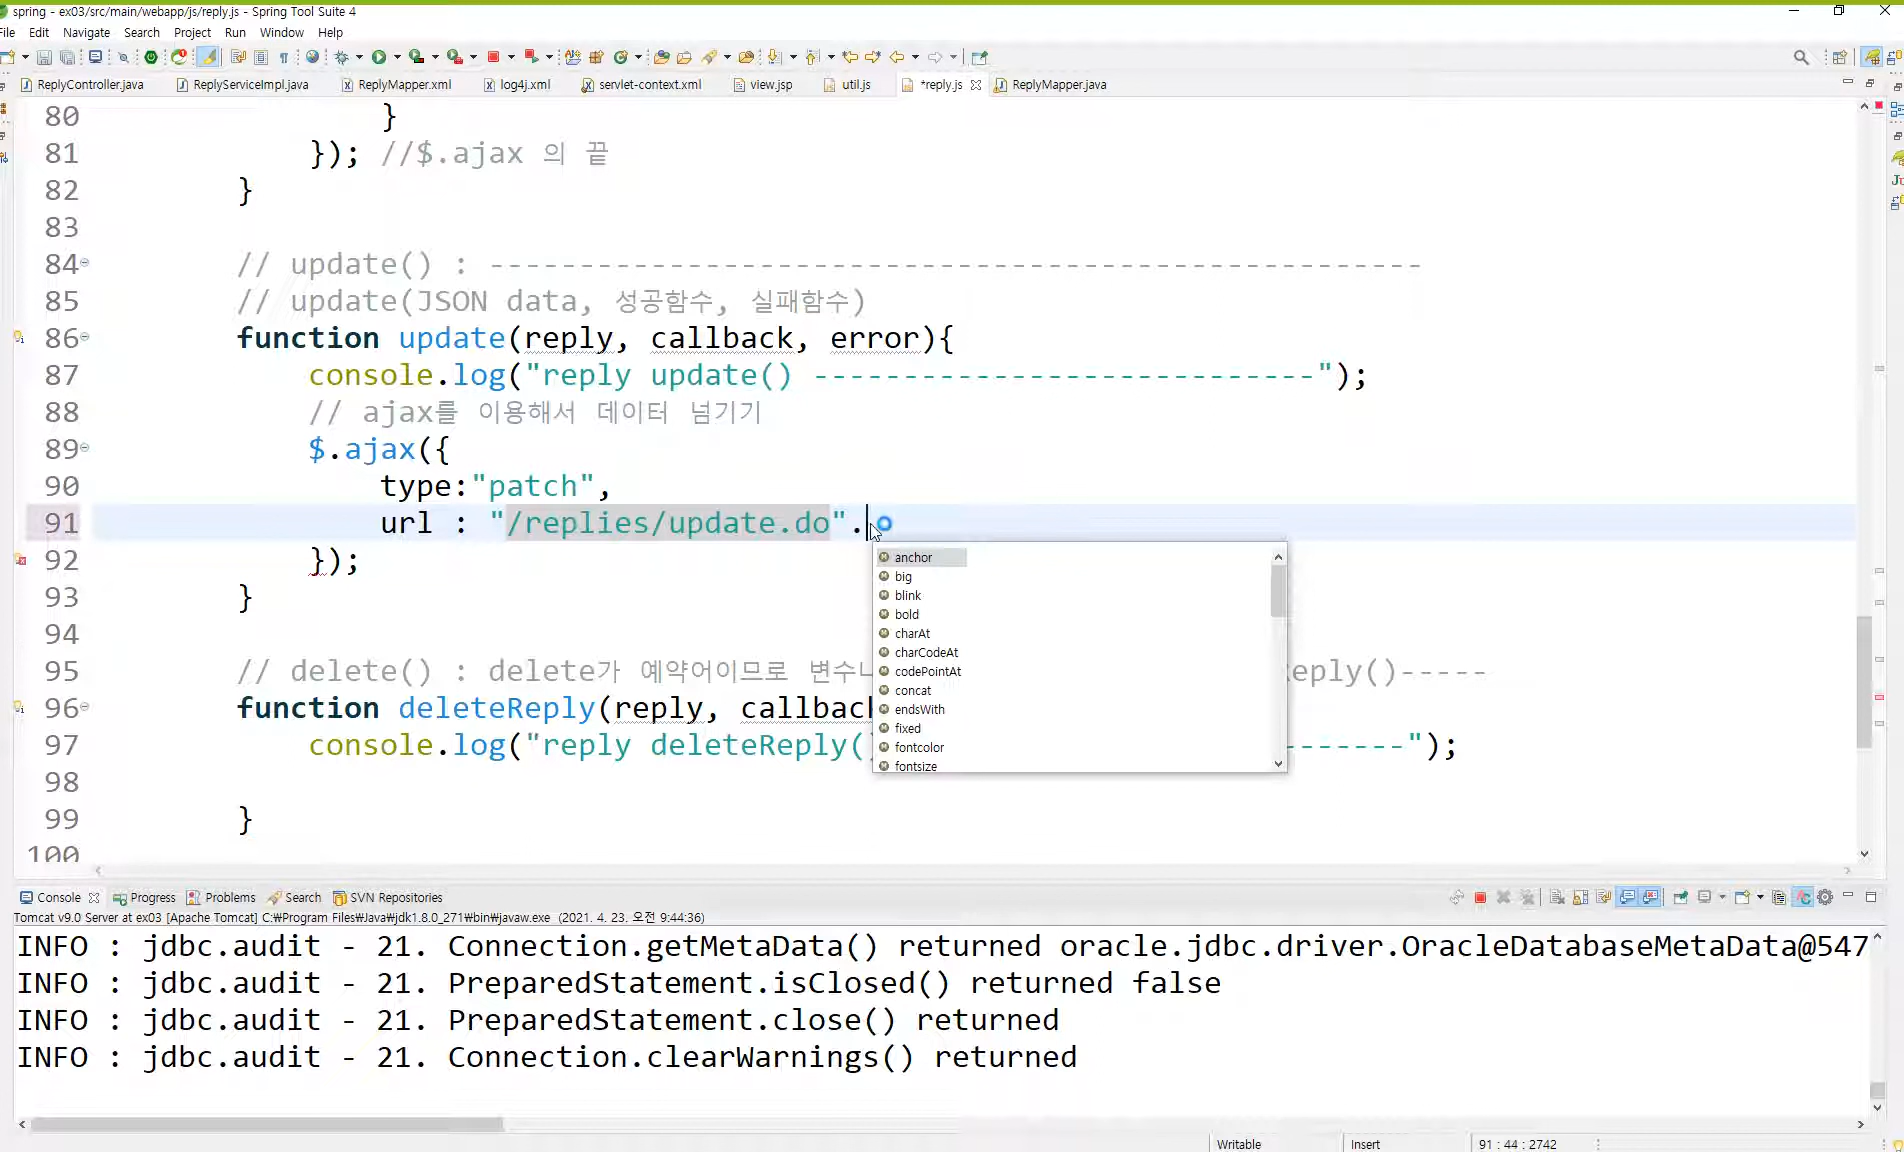 spring - ex03/src/main/webapp/js/reply.js - Spring Tool Suite 4
File Edit Navigate Search Project Run Window Help
ReplyController.java ReplyServiceImpl.java ReplyMapper.xml log4j.xml servlet-context.xml view.jsp util.js *reply.js ReplyMapper.java
80 }
81 }); //$.ajax 의 끝
82 }
83
84 // update() : ----------------------------------------------------
85 // update(JSON data, 성공함수, 실패함수)
86 function update(reply, callback, error){
87 console.log("reply update() ----------------------------");
88 // ajax를 이용해서 데이터 넘기기
89 $.ajax({
90 type:"patch",
91 url : "/replies/update.do".
92 });
93 }
94
95 // delete() : delete가 예약어이므로 변수 eply()-----
96 function deleteReply(reply, callback
97 console.log("reply deleteReply() -------");
98
99 }
100
anchor
big
blink
bold
charAt
charCodeAt
codePointAt
concat
endsWith
fixed
fontcolor
fontsize
Console Progress Problems Search SVN Repositories
Tomcat v9.0 Server at ex03 [Apache Tomcat] C:₩Program Files₩Java₩jdk1.8.0_271₩bin₩javaw.exe (2021. 4. 23. 오전 9:44:36)
INFO : jdbc.audit - 21. Connection.getMetaData() returned oracle.jdbc.driver.OracleDatabaseMetaData@547
INFO : jdbc.audit - 21. PreparedStatement.isClosed() returned false
INFO : jdbc.audit - 21. PreparedStatement.close() returned
INFO : jdbc.audit - 21. Connection.clearWarnings() returned
Writable Insert 91 : 44 : 2742